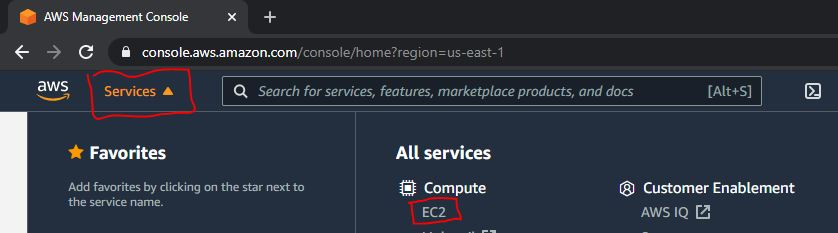 AWS Management Console
console.aws.amazon.com/console/home?region=us-east-1
aws
Services
Search for services, features, marketplace products, and docs
[Alt+S]
Favorites
Add favorites by clicking on the star next to
the service name.
All services
Compute
EC2
Customer Enablement
AWS IQ